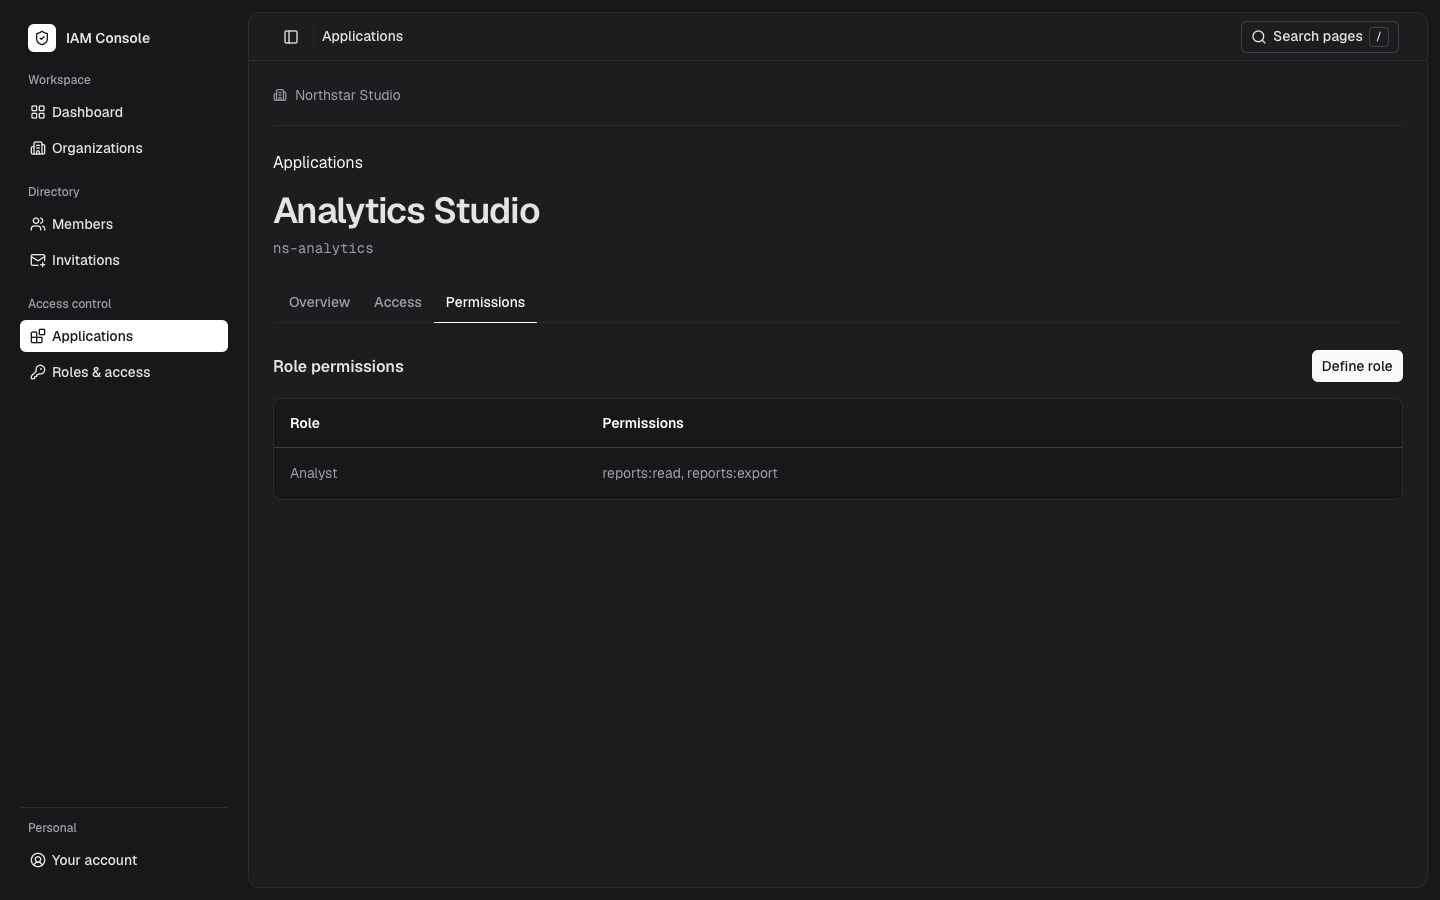 IAM Console
Workspace
Dashboard
Organizations
Directory
Members
Invitations
Access control
Applications
Roles & access
Personal
Your account
Applications
Search pages /
Northstar Studio
Applications
Analytics Studio
ns-analytics
Overview Access Permissions
Role permissions
Define role
Role Permissions
Analyst reports:read, reports:export